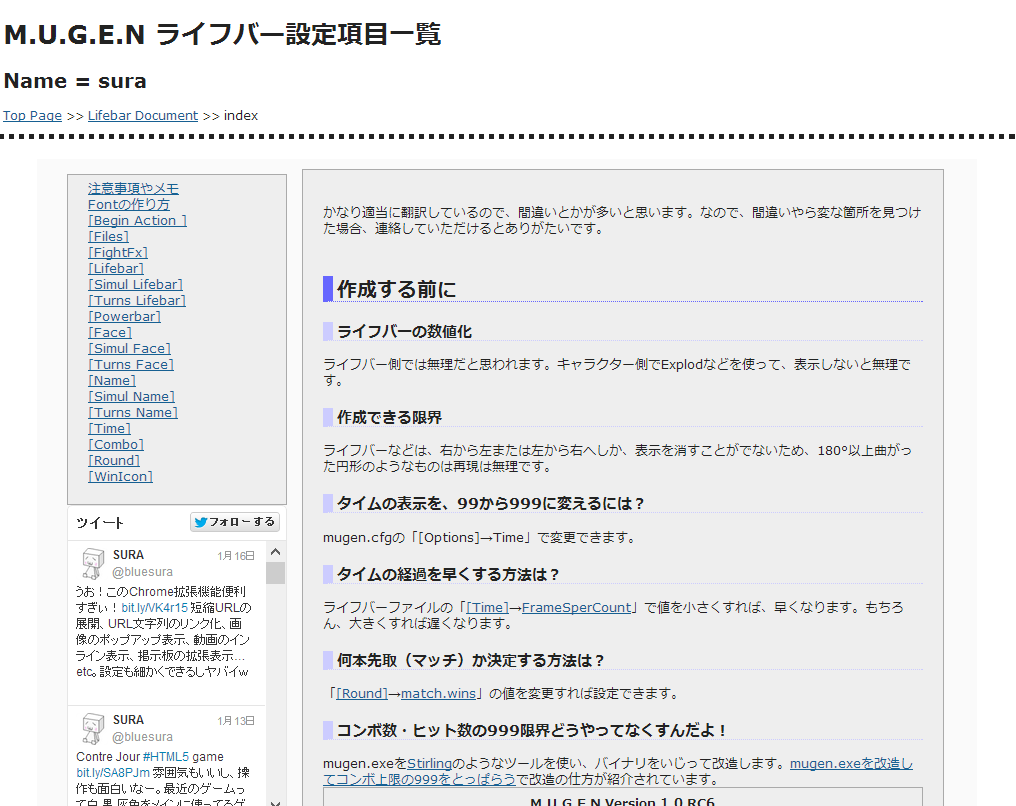 M.U.G.E.N ライフバー設定項目一覧
Name = sura
Top Page >> Lifebar Document >> index
注意事項やメモ
Fontの作り方
[Begin Action ]
[Files]
[FightFx]
[Lifebar]
[Simul Lifebar]
[Turns Lifebar]
[Powerbar]
[Face]
[Simul Face]
[Turns Face]
[Name]
[Simul Name]
[Turns Name]
[Time]
[Combo]
[Round]
[WinIcon]
ツイート
フォローする
SURA 1月16日
@bluesura
うお！このChrome拡張機能便利
すぎぃ！bit.ly/VK4r15 短縮URLの
展開、URL文字列のリンク化、画
像のポップアップ表示、動画のイン
ライン表示、掲示板の拡張表示…
etc。設定も細かくできるしヤバイw
SURA 1月13日
@bluesura
Contre Jour #HTML5 game
bit.ly/SA8PJm 雰囲気もいいし、操
作も面白いなー。最近のゲームっ
て白,黒,灰色をメインに使ってるゲ
かなり適当に翻訳しているので、間違いとかが多いと思います。なので、間違いやら変な箇所を見つけ
た場合、連絡していただけるとありがたいです。
作成する前に
ライフバーの数値化
ライフバー側では無理だと思われます。キャラクター側でExplodなどを使って、表示しないと無理で
す。
作成できる限界
ライフバーなどは、右から左または左から右へしか、表示を消すことがでないため、180°以上曲がっ
た円形のようなものは再現は無理です。
タイムの表示を、99から999に変えるには？
mugen.cfgの「[Options]→Time」で変更できます。
タイムの経過を早くする方法は？
ライフバーファイルの「[Time]→FrameSperCount」で値を小さくすれば、早くなります。もちろ
ん、大きくすれば遅くなります。
何本先取（マッチ）か決定する方法は？
「[Round]→match.wins」の値を変更すれば設定できます。
コンボ数・ヒット数の999限界どうやってなくすんだよ！
mugen.exeをStirlingのようなツールを使い、バイナリをいじって改造します。mugen.exeを改造し
てコンボ上限の999をとっぱらうで改造の仕方が紹介されています。
M.U.G.E.N Version 1.0 RC6